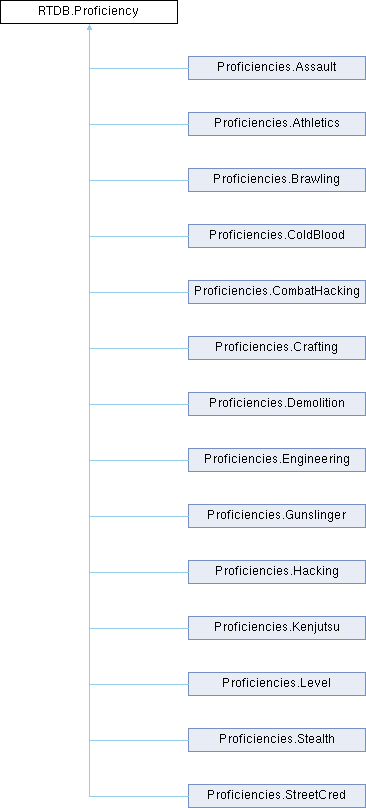 RTDB.Proficiency
Proficiencies.Assault
Proficiencies.Athletics
Proficiencies.Brawling
Proficiencies.ColdBlood
Proficiencies.CombatHacking
Proficiencies.Crafting
Proficiencies.Demolition
Proficiencies.Engineering
Proficiencies.Gunslinger
Proficiencies.Hacking
Proficiencies.Kenjutsu
Proficiencies.Level
Proficiencies.Stealth
Proficiencies.StreetCred